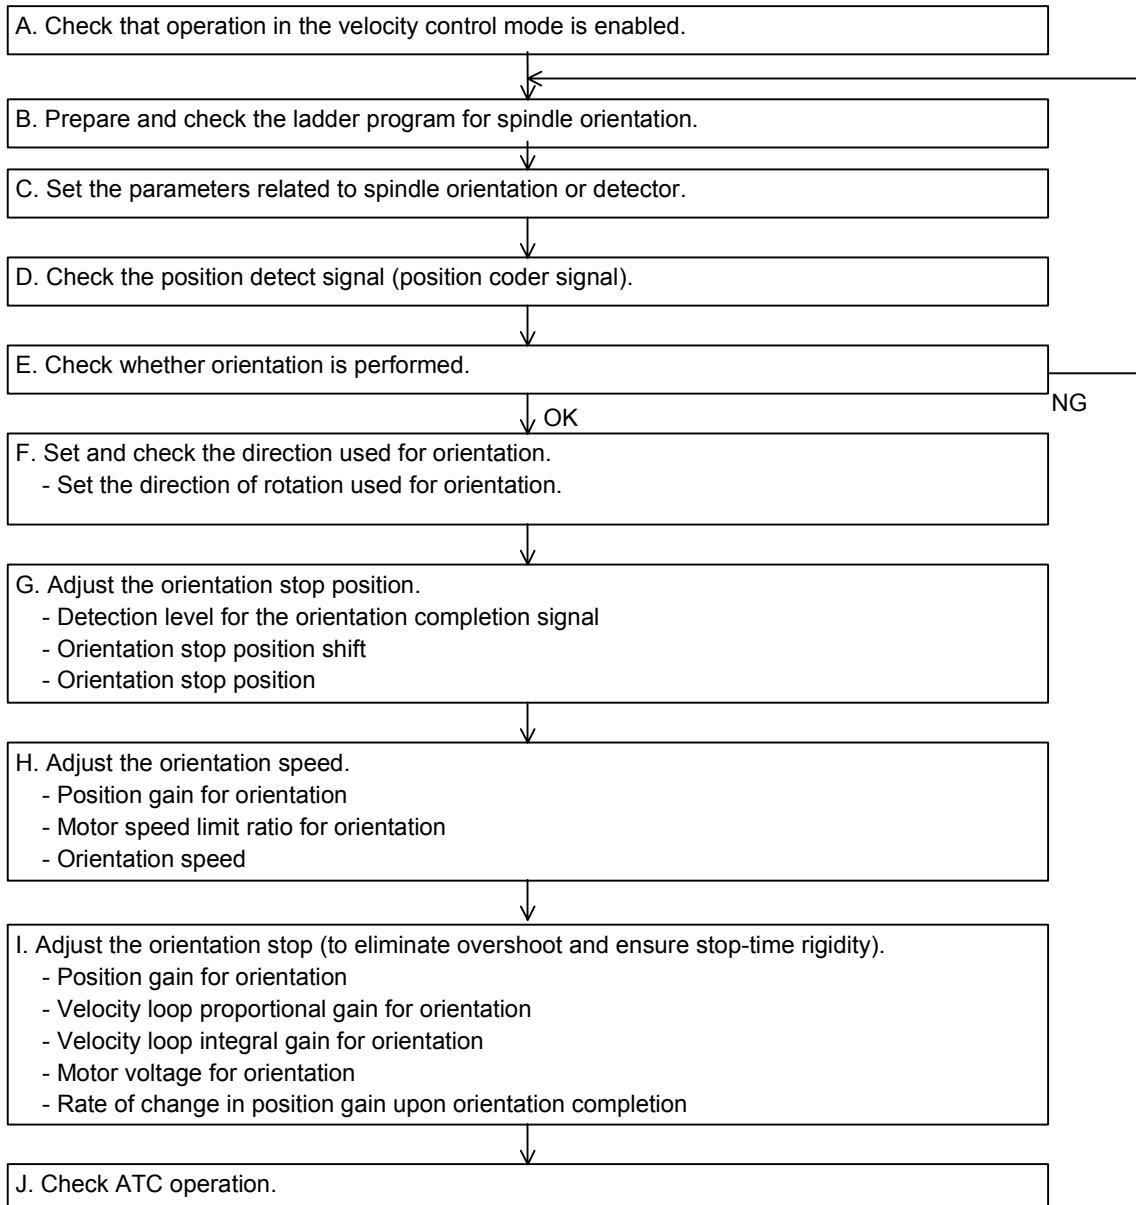 A. Check that operation in the velocity control mode is enabled.
B. Prepare and check the ladder program for spindle orientation.
C. Set the parameters related to spindle orientation or detector.
D. Check the position detect signal (position coder signal).
E. Check whether orientation is performed.
NG
OK
F. Set and check the direction used for orientation.
- Set the direction of rotation used for orientation.
G. Adjust the orientation stop position.
- Detection level for the orientation completion signal
- Orientation stop position shift
- Orientation stop position
H. Adjust the orientation speed.
- Position gain for orientation
- Motor speed limit ratio for orientation
- Orientation speed
I. Adjust the orientation stop (to eliminate overshoot and ensure stop-time rigidity).
- Position gain for orientation
- Velocity loop proportional gain for orientation
- Velocity loop integral gain for orientation
- Motor voltage for orientation
- Rate of change in position gain upon orientation completion
J. Check ATC operation.